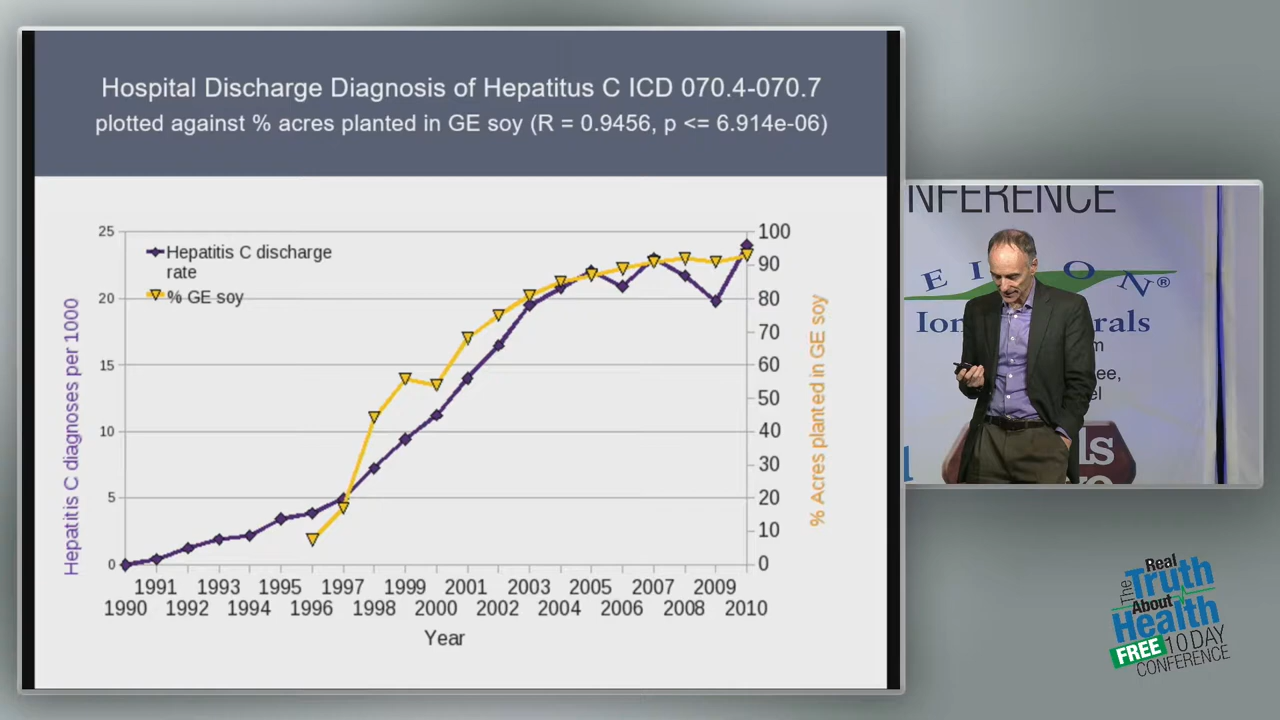 Hospital Discharge Diagnosis of Hepatitus C ICD 070.4-070.7
plotted against % acres planted in GE soy (R = 0.9456, p <= 6.914e-06)
Hepatitis C discharge
rate
% GE soy
Hepatitis C diagnoses per 1000
25
20
15
10
5
0
100
90
80
70
60
50
40
30
20
10
0
% Acres planted in GE soy
1991 1993 1995 1997 1999 2001 2003 2005 2007 2009
1990 1992 1994 1996 1998 2000 2002 2004 2006 2008 2010
Year
NFERENCE
E I ON®
Ion rals
m
ee,
el
ls
The Real
Truth
About
Health
FREE 10 DAY
CONFERENCE